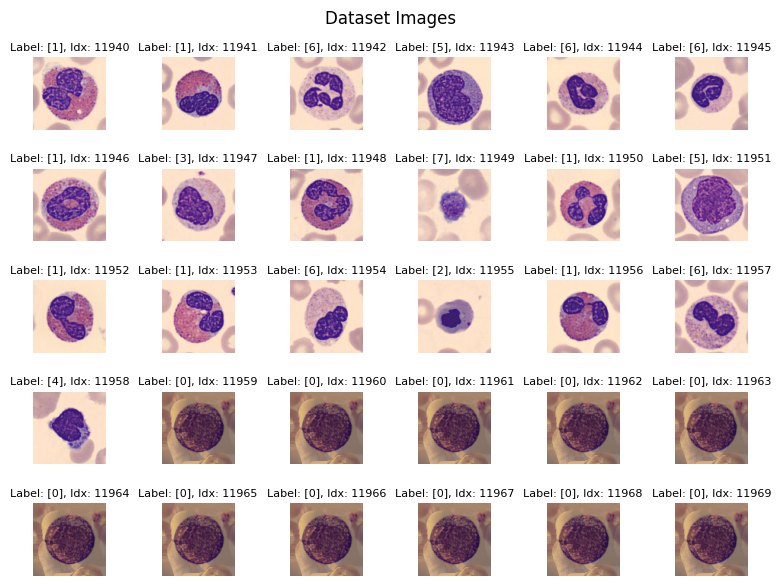 Dataset Images
Label: [1], Idx: 11940 Label: [1], Idx: 11941 Label: [6], Idx: 11942 Label: [5], Idx: 11943 Label: [6], Idx: 11944 Label: [6], Idx: 11945
Label: [1], Idx: 11946 Label: [3], Idx: 11947 Label: [1], Idx: 11948 Label: [7], Idx: 11949 Label: [1], Idx: 11950 Label: [5], Idx: 11951
Label: [1], Idx: 11952 Label: [1], Idx: 11953 Label: [6], Idx: 11954 Label: [2], Idx: 11955 Label: [1], Idx: 11956 Label: [6], Idx: 11957
Label: [4], Idx: 11958 Label: [0], Idx: 11959 Label: [0], Idx: 11960 Label: [0], Idx: 11961 Label: [0], Idx: 11962 Label: [0], Idx: 11963
Label: [0], Idx: 11964 Label: [0], Idx: 11965 Label: [0], Idx: 11966 Label: [0], Idx: 11967 Label: [0], Idx: 11968 Label: [0], Idx: 11969